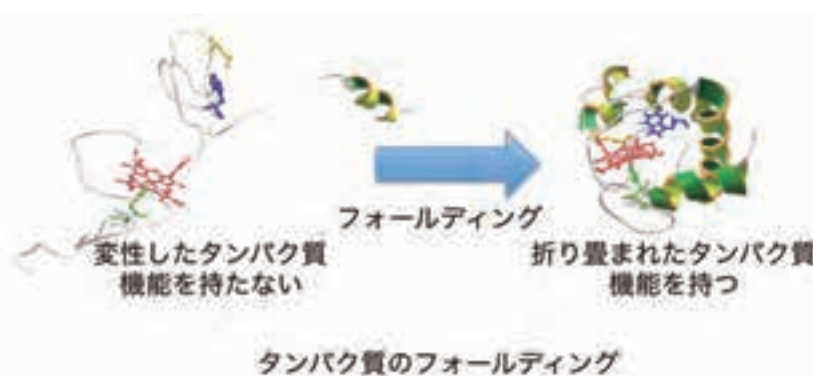 フォールディング
変性したタンパク質
機能を持たない
折り畳まれたタンパク質
機能を持つ
タンパク質のフォールディング